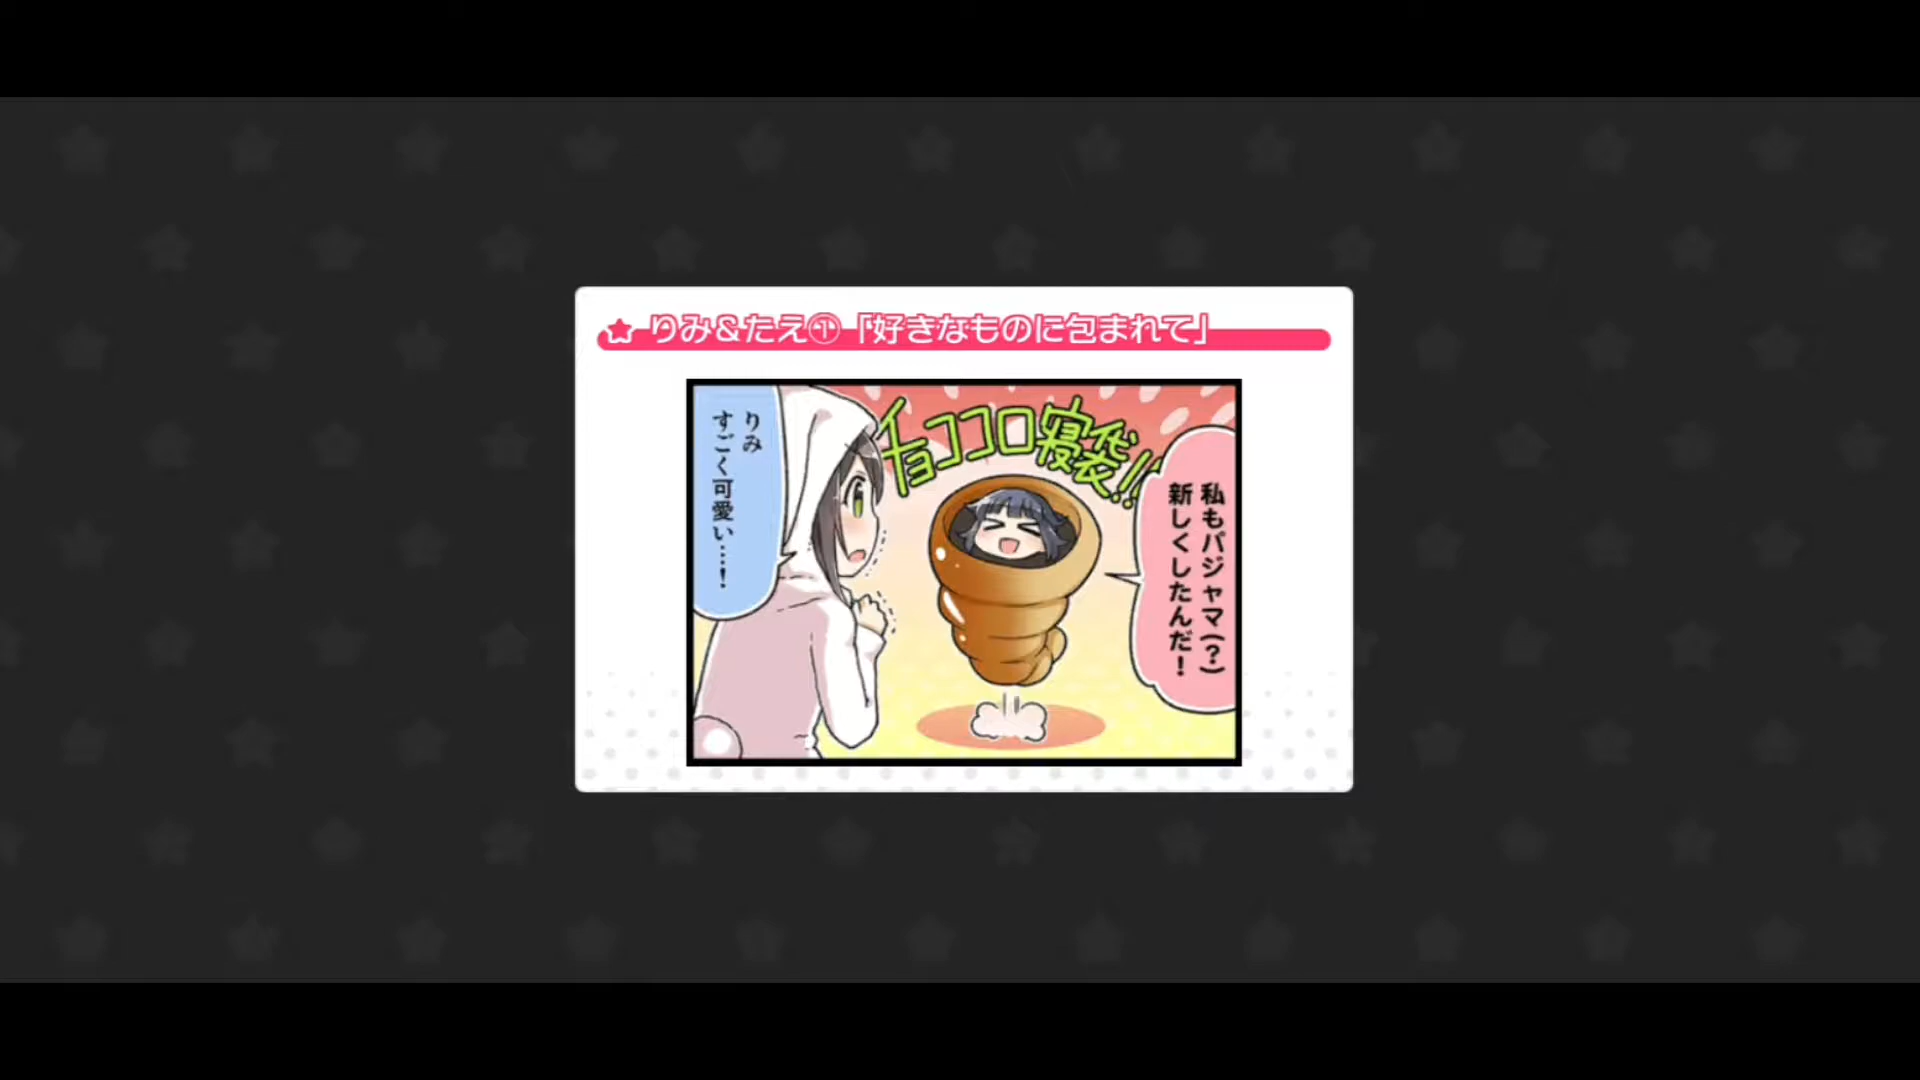 りみ&たえ①「好きなものに包まれて」
チョココロ寝袋!!
私もパジャマ(?)
新しくしたんだ!
りみ
すごく可愛い…!